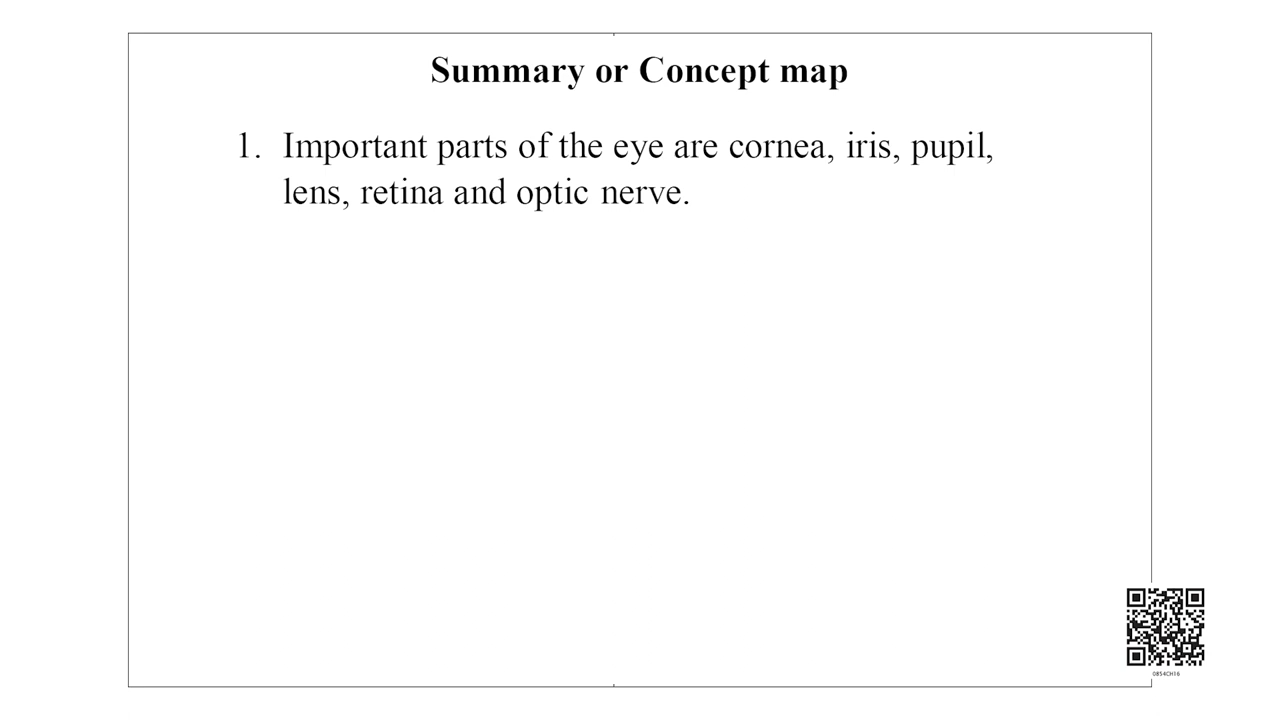 Summary or Concept map
1. Important parts of the eye are cornea, iris, pupil,
lens, retina and optic nerve.
0854CH16